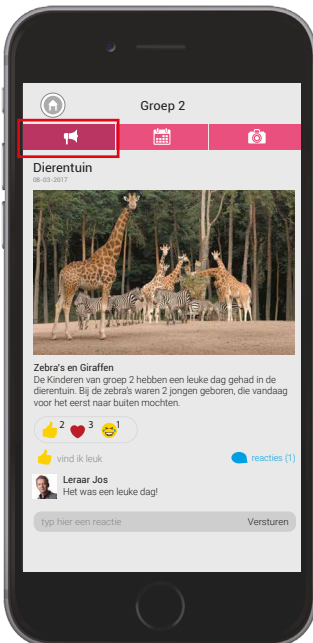 Groep 2
Dierentuin
08-03-2017
Zebra's en Giraffen
De Kinderen van groep 2 hebben een leuke dag gehad in de
dierentuin. Bij de zebra's waren 2 jongen geboren, die vandaag
voor het eerst naar buiten mochten.
2 3 1
vind ik leuk
reacties (1)
Leraar Jos
Het was een leuke dag!
typ hier een reactie
Versturen